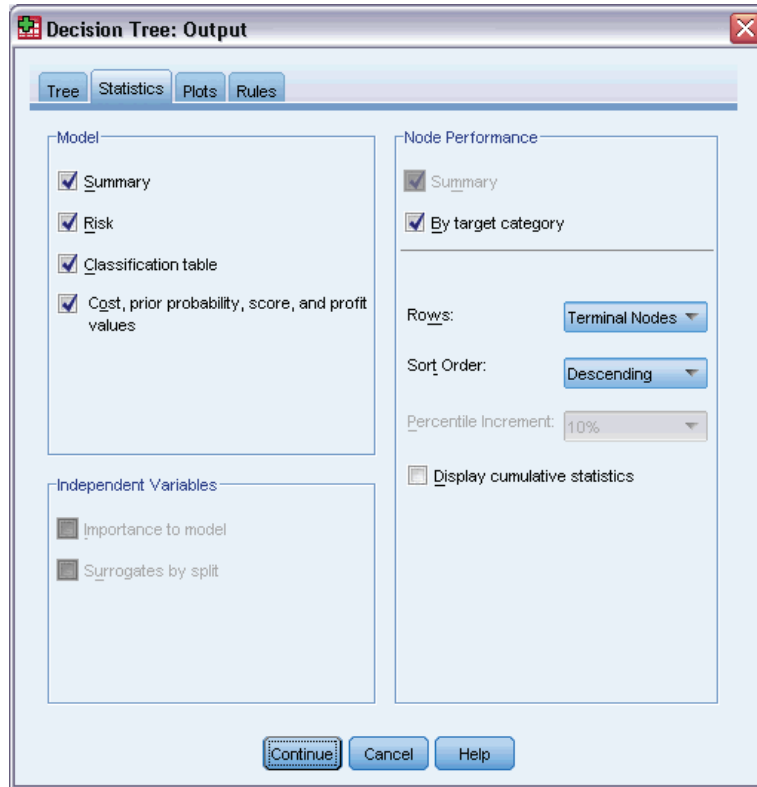 Decision Tree: Output
Tree Statistics Plots Rules
Model
Summary
Risk
Classification table
Cost, prior probability, score, and profit
values
Independent Variables
Importance to model
Surrogates by split
Node Performance
Summary
By target category
Rows: Terminal Nodes
Sort Order: Descending
Percentile Increment: 10%
Display cumulative statistics
Continue Cancel Help